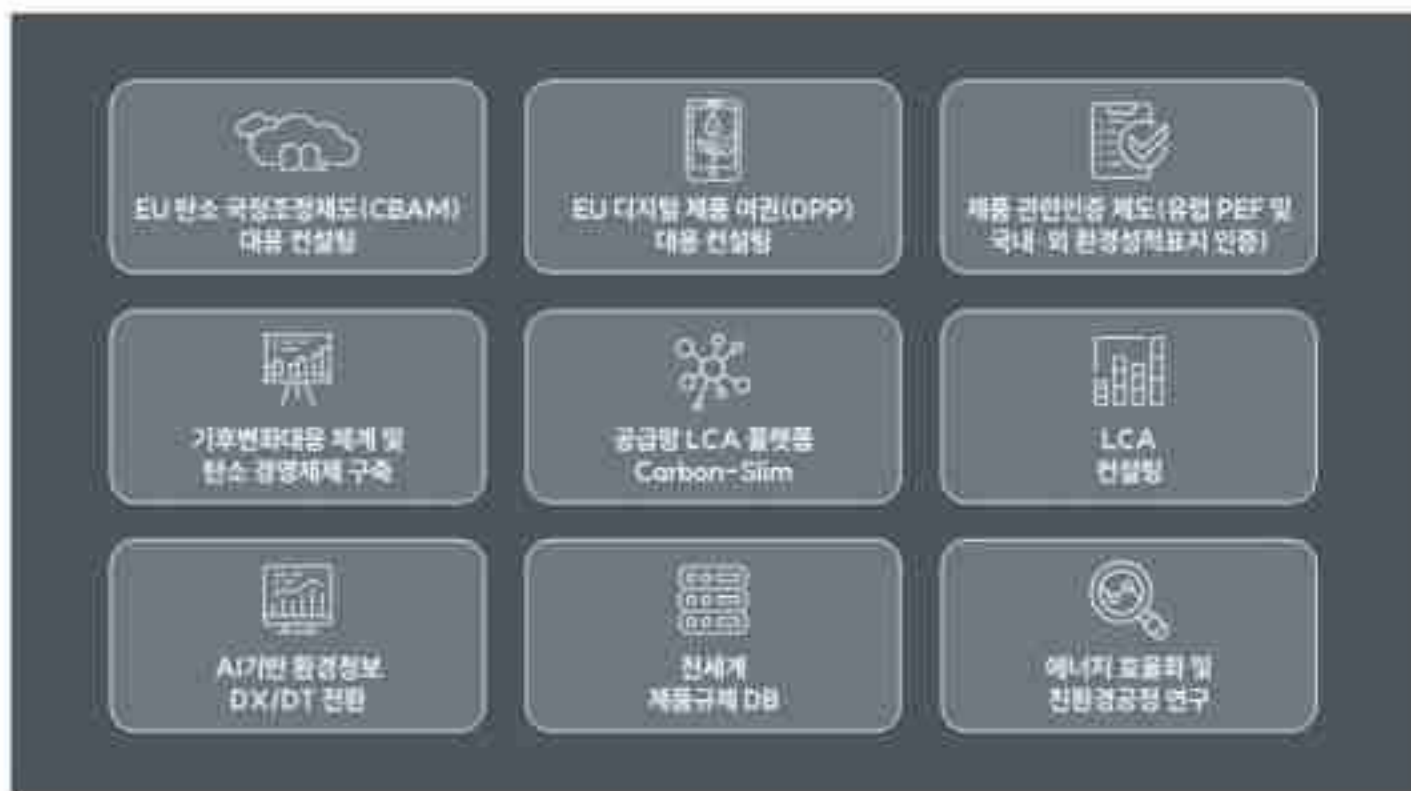 EU 탄소 국경조정제도(CBAM)
대응 컨설팅
EU 디지털 제품 여권(DPP)
대응 컨설팅
제품 관련인증 제도(유럽 PEF 및
국내·외 환경성적표지 인증)
기후변화대응 체계 및
탄소 경영체제 구축
공급망 LCA 플랫폼
Carbon-Slim
LCA
컨설팅
AI기반 환경정보
DX/DT 전환
전세계
제품규제 DB
에너지 효율화 및
친환경공정 연구